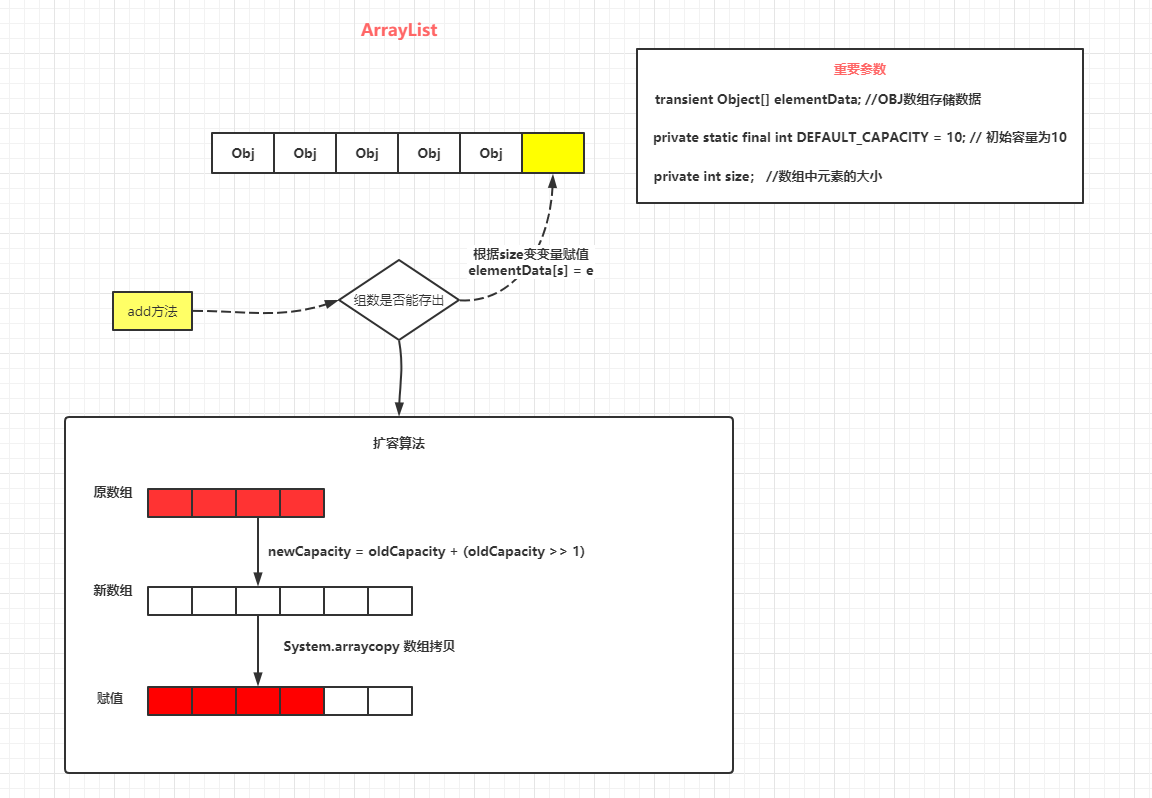 ArrayList
重要参数
transient Object[] elementData; //OBJ数组存储数据
private static final int DEFAULT_CAPACITY = 10; // 初始容量为10
private int size； //数组中元素的大小
Obj Obj Obj Obj Obj
根据size变变量赋值
elementData[s] = e
组数是否能存出
add方法
扩容算法
原数组
newCapacity = oldCapacity + (oldCapacity >> 1)
新数组
System.arraycopy 数组拷贝
赋值